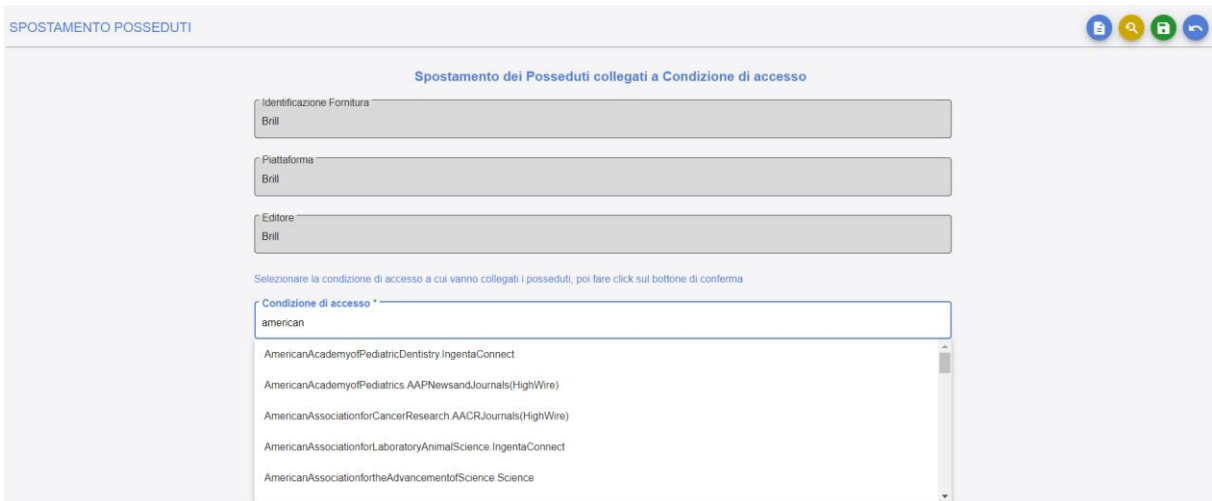 SPOSTAMENTO POSSEDUTI
Spostamento dei Posseduti collegati a Condizione di accesso
Identificazione Fornitura
Brill
Piattaforma
Brill
Editore
Brill
Selezionare la condizione di accesso a cui vanno collegati i posseduti, poi fare click sul bottone di conferma
Condizione di accesso *
american
AmericanAcademyofPediatricDentistry.IngentaConnect
AmericanAcademyofPediatrics.AAPNewsandJournals(HighWire)
AmericanAssociationforCancerResearch.AACRJournals(HighWire)
AmericanAssociationforLaboratoryAnimalScience.IngentaConnect
AmericanAssociationfortheAdvancementofScience.Science